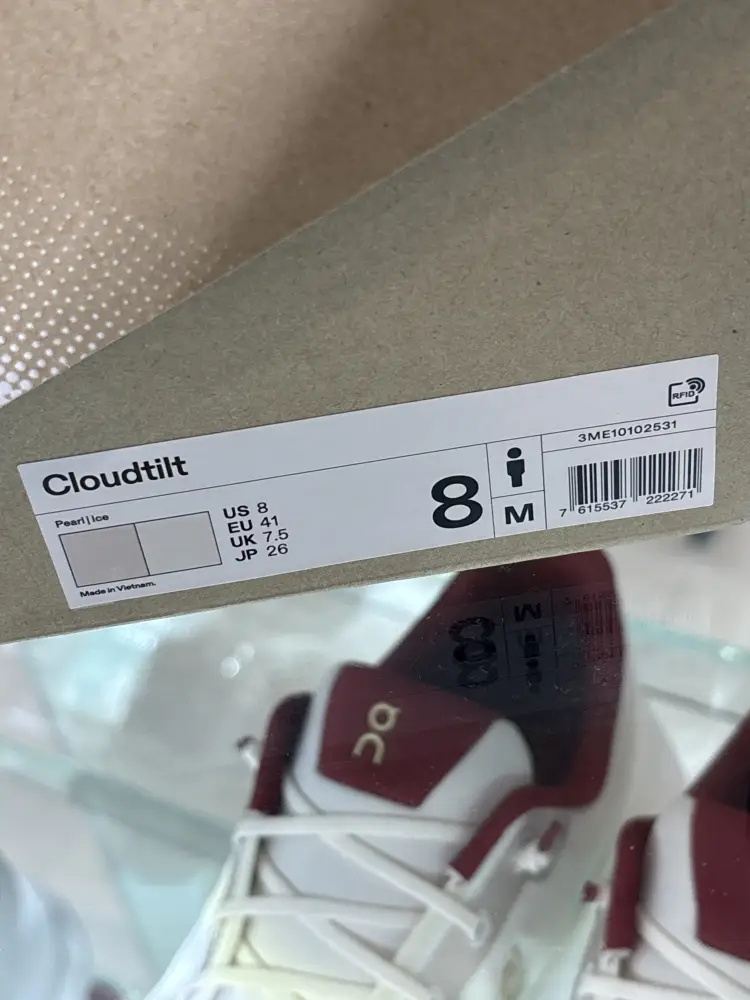 RFID
Cloudtilt
3ME10102531
Pearl | Ice
US 8
EU 41
UK 7.5
JP 26
8
M
7 615537 222271
Made in Vietnam.
8
M